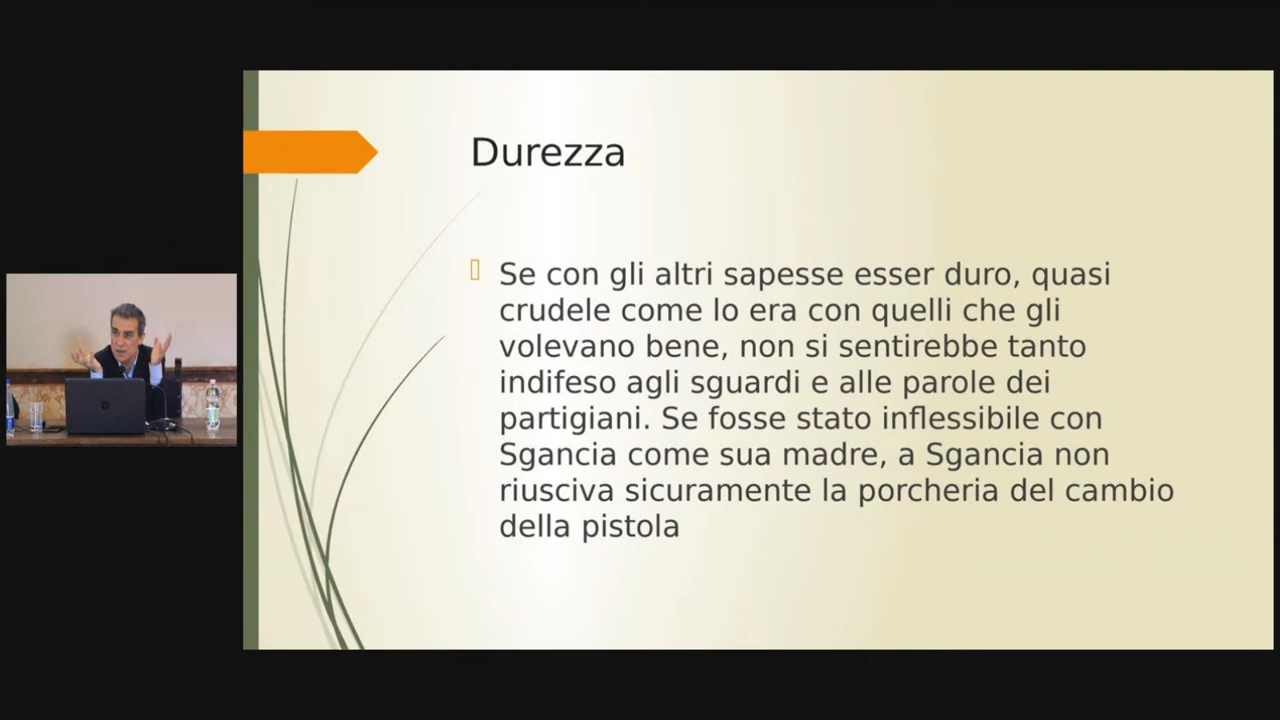 Durezza
Se con gli altri sapesse esser duro, quasi
crudele come lo era con quelli che gli
volevano bene, non si sentirebbe tanto
indifeso agli sguardi e alle parole dei
partigiani. Se fosse stato inflessibile con
Sgancia come sua madre, a Sgancia non
riusciva sicuramente la porcheria del cambio
della pistola